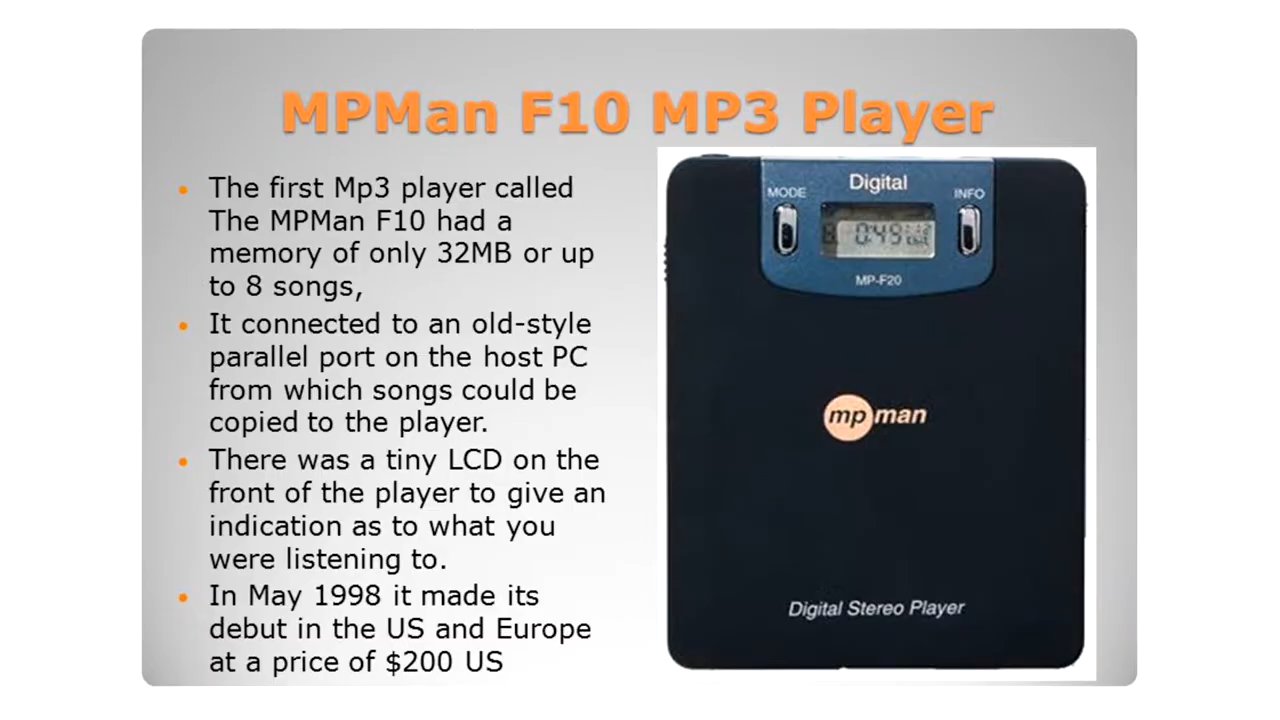 MPMan F10 MP3 Player
The first Mp3 player called
The MPMan F10 had a
memory of only 32MB or up
to 8 songs,
It connected to an old-style
parallel port on the host PC
from which songs could be
copied to the player.
There was a tiny LCD on the
front of the player to give an
indication as to what you
were listening to.
In May 1998 it made its
debut in the US and Europe
at a price of $200 US
MODE Digital INFO
0:49
MP-F20
mp man
Digital Stereo Player